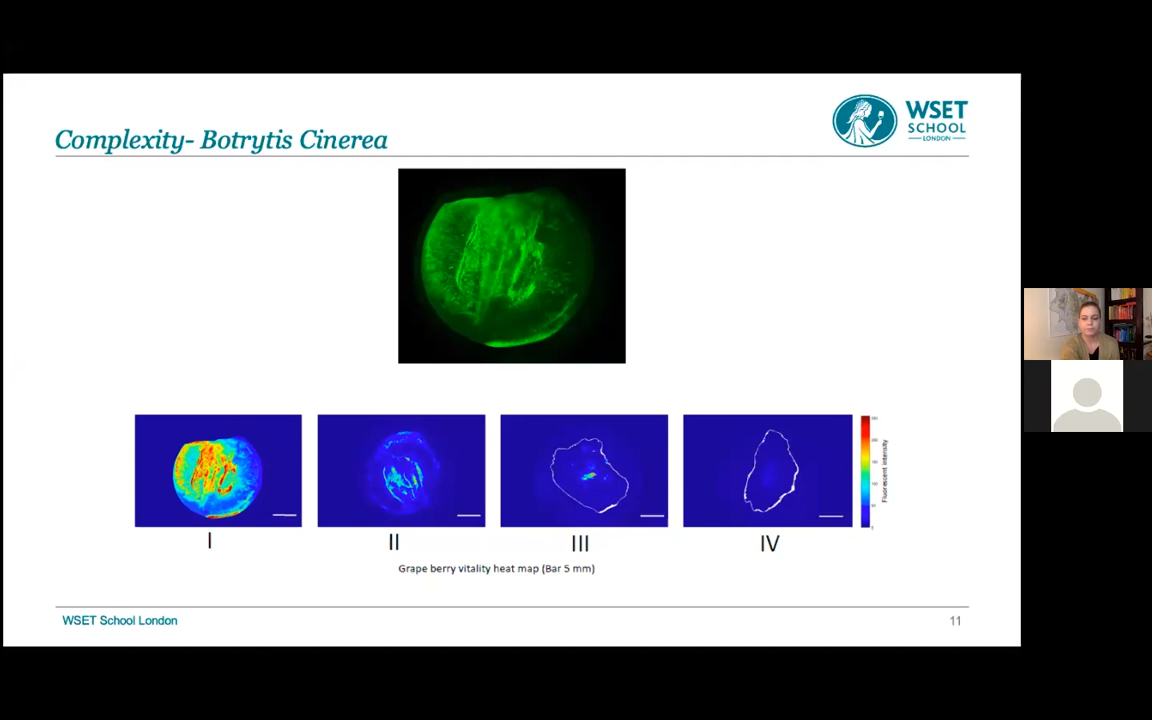 Complexity- Botrytis Cinerea
WSET
SCHOOL
LONDON
I
II
III
IV
Fluorescent intensity
Grape berry vitality heat map (Bar 5 mm)
WSET School London
11